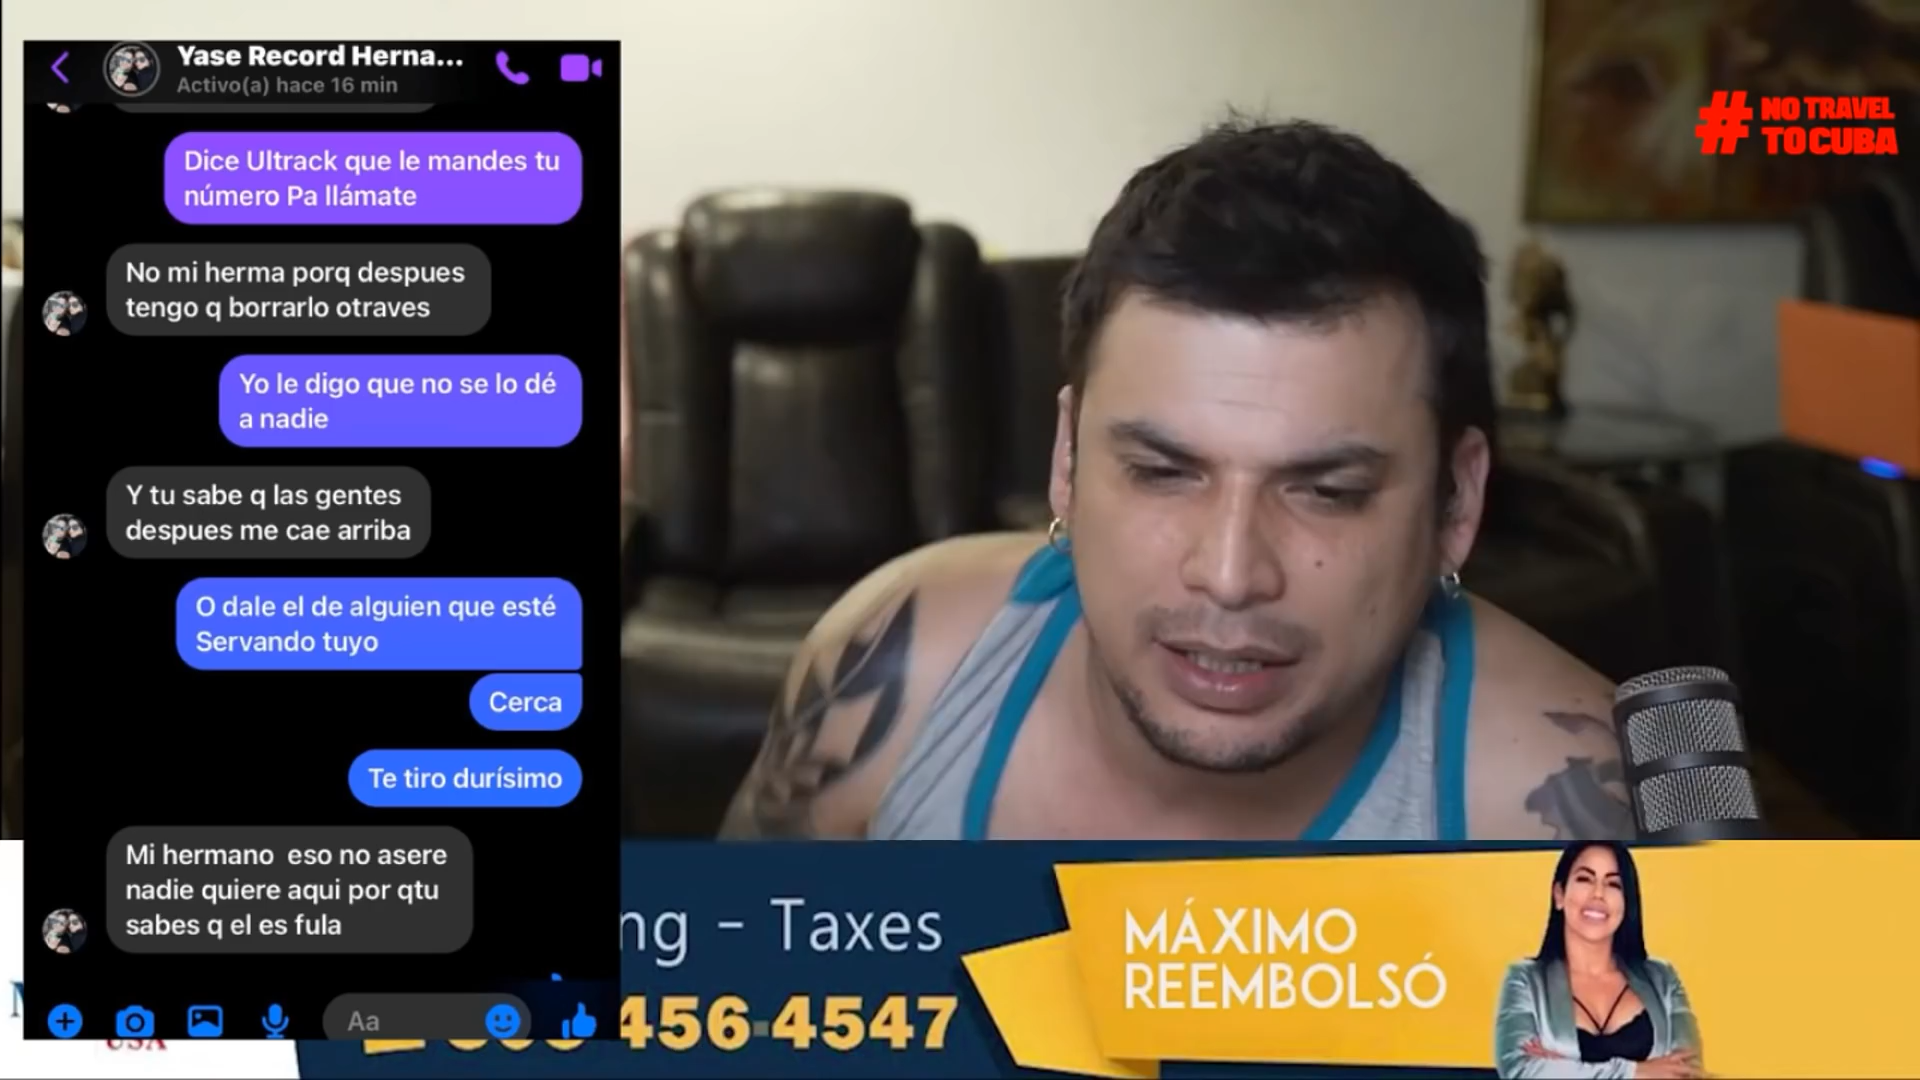 Yase Record Herna...
Activo(a) hace 16 min
Dice Ultrack que le mandes tu
número Pa llámate
No mi herma porq despues
tengo q borrarlo otraves
Yo le digo que no se lo dé
a nadie
Y tu sabe q las gentes
despues me cae arriba
O dale el de alguien que esté
Servando tuyo
Cerca
Te tiro durísimo
Mi hermano  eso no asere
nadie quiere aqui por qtu
sabes q el es fula
Aa
# NO TRAVEL
TO CUBA
- Taxes
456-4547
MÁXIMO
REEMBOLSÓ
USA